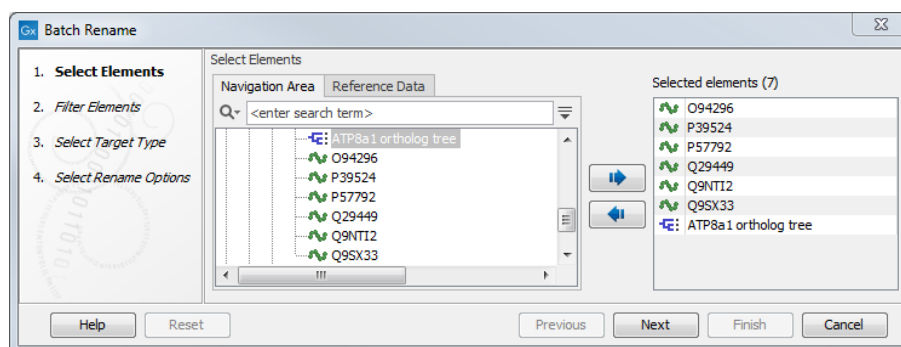 Gx Batch Rename
1. Select Elements
2. Filter Elements
3. Select Target Type
4. Select Rename Options
Select Elements
Navigation Area Reference Data
<enter search term>
ATP8a1 ortholog tree
O94296
P39524
P57792
Q29449
Q9NTI2
Q9SX33
Selected elements (7)
O94296
P39524
P57792
Q29449
Q9NTI2
Q9SX33
ATP8a1 ortholog tree
Help Reset Previous Next Finish Cancel